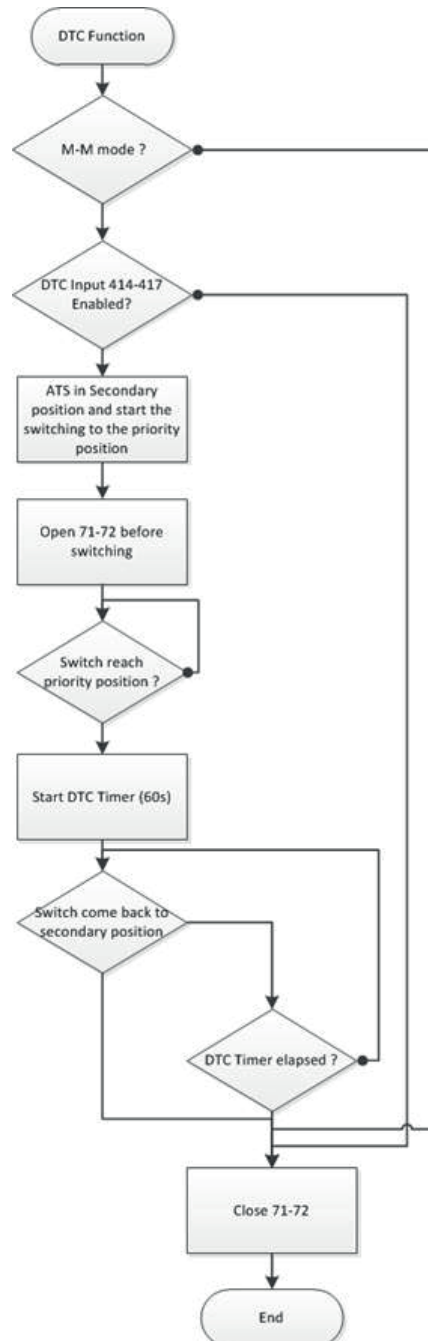 DTC Function
M-M mode ?
DTC Input 414-417
Enabled?
ATS in Secondary
position and start the
switching to the priority
position
Open 71-72 before
switching
Switch reach
priority position ?
Start DTC Timer (60s)
Switch come back to
secondary position
DTC Timer elapsed ?
Close 71-72
End